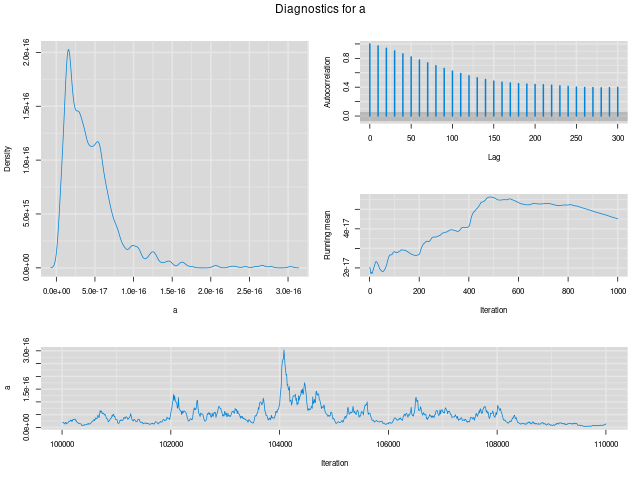 Diagnostics for a
Density
2.0e+16
1.5e+16
1.0e+16
5.0e+15
0.0e+00
0.0e+00 5.0e-17 1.0e-16 1.5e-16 2.0e-16 2.5e-16 3.0e-16
a
Autocorrelation
0.8
0.4
0.0
0 50 100 150 200 250 300
Lag
Running mean
4e-17
2e-17
0 200 400 600 800 1000
Iteration
a
3.0e-16
1.5e-16
0.0e+00
100000 102000 104000 106000 108000 110000
Iteration